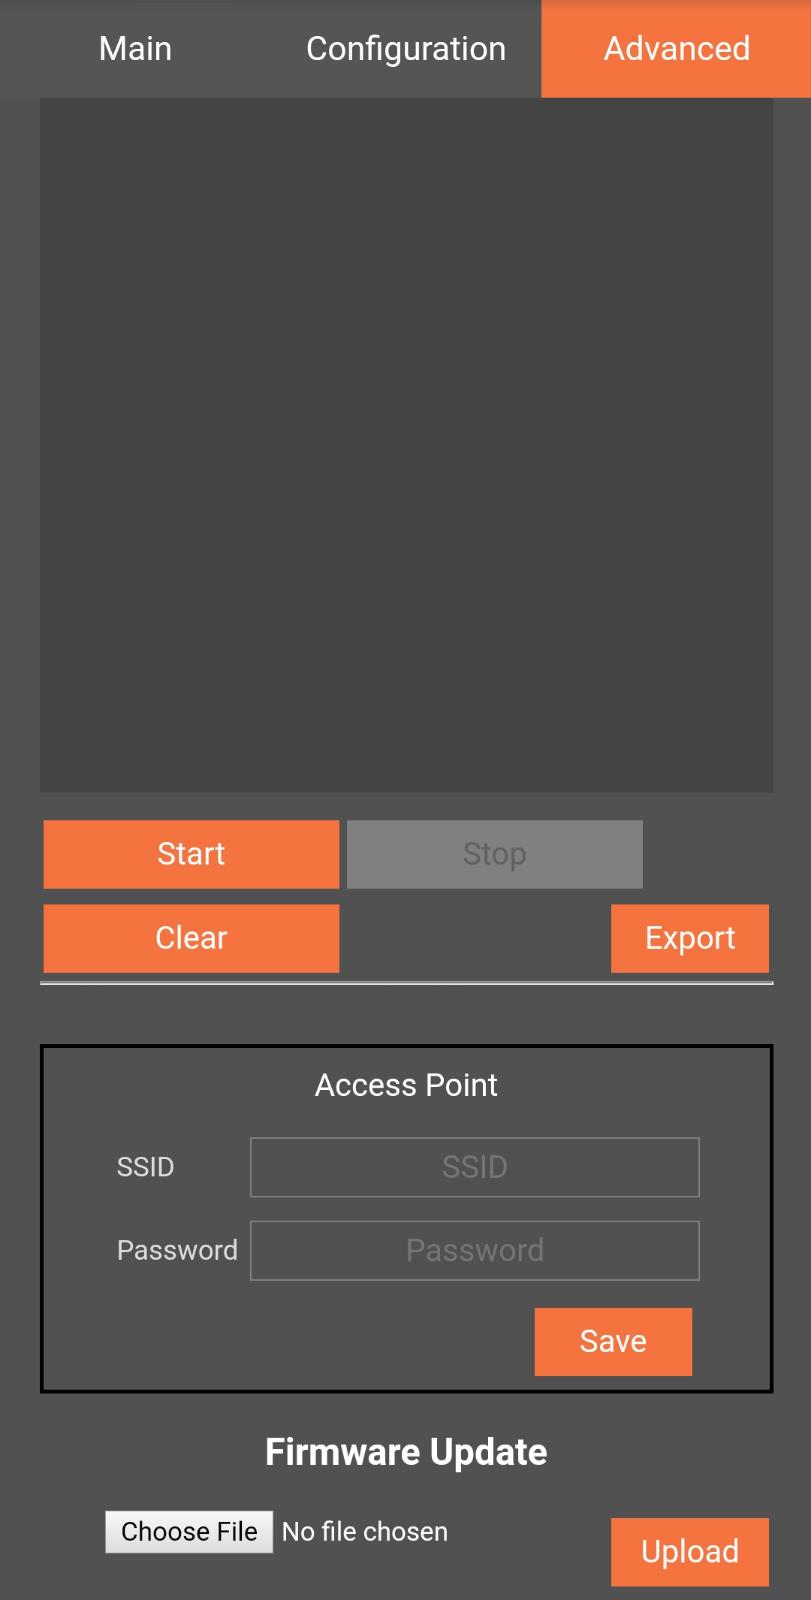 Main Configuration Advanced
Start Stop
Clear Export
Access Point
SSID SSID
Password Password
Save
Firmware Update
Choose File No file chosen
Upload